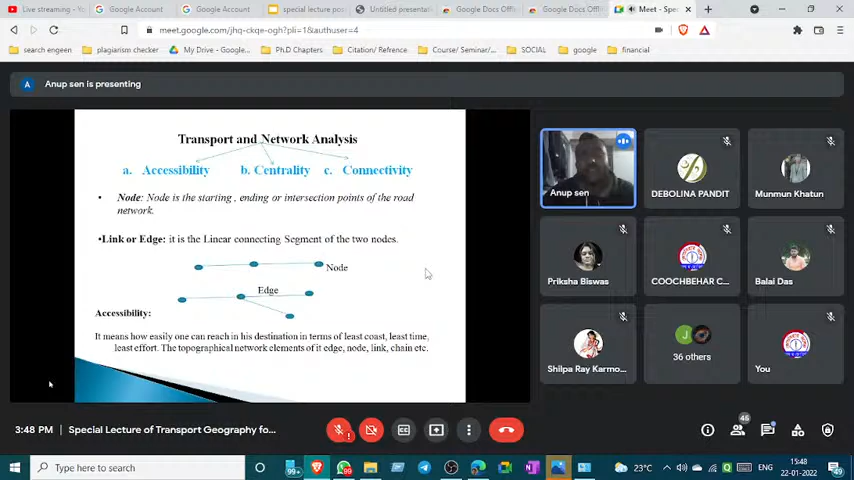 Live streaming - Y
Google Account
Google Account
special lecture po
Untitled presentat
Google Docs Offli
Google Docs Offli
Meet - Spe
meet.google.com/jhq-ckqe-ogh?pli=1&authuser=4
search engeen
plagiarism checker
My Drive - Google...
Ph.D Chapters
Citation/ Refrence
Course/ Seminar/...
SOCIAL
google
financial
A Anup sen is presenting
Transport and Network Analysis
a. Accessibility b. Centrality c. Connectivity
• Node: Node is the starting , ending or intersection points of the road
network.
•Link or Edge: it is the Linear connecting Segment of the two nodes.
Node
Edge
Accessibility:
It means how easily one can reach in his destination in terms of least coast, least time,
least effort. The topographical network elements of it edge, node, link, chain etc.
Anup sen
DEBOLINA PANDIT
Munmun Khatun
Priksha Biswas
COOCHBEHAR C...
Balai Das
Shilpa Ray Karmo...
J
36 others
You
3:48 PM | Special Lecture of Transport Geography fo...
46
Type here to search
99+
23°C
ENG
15:48
22-01-2022
49